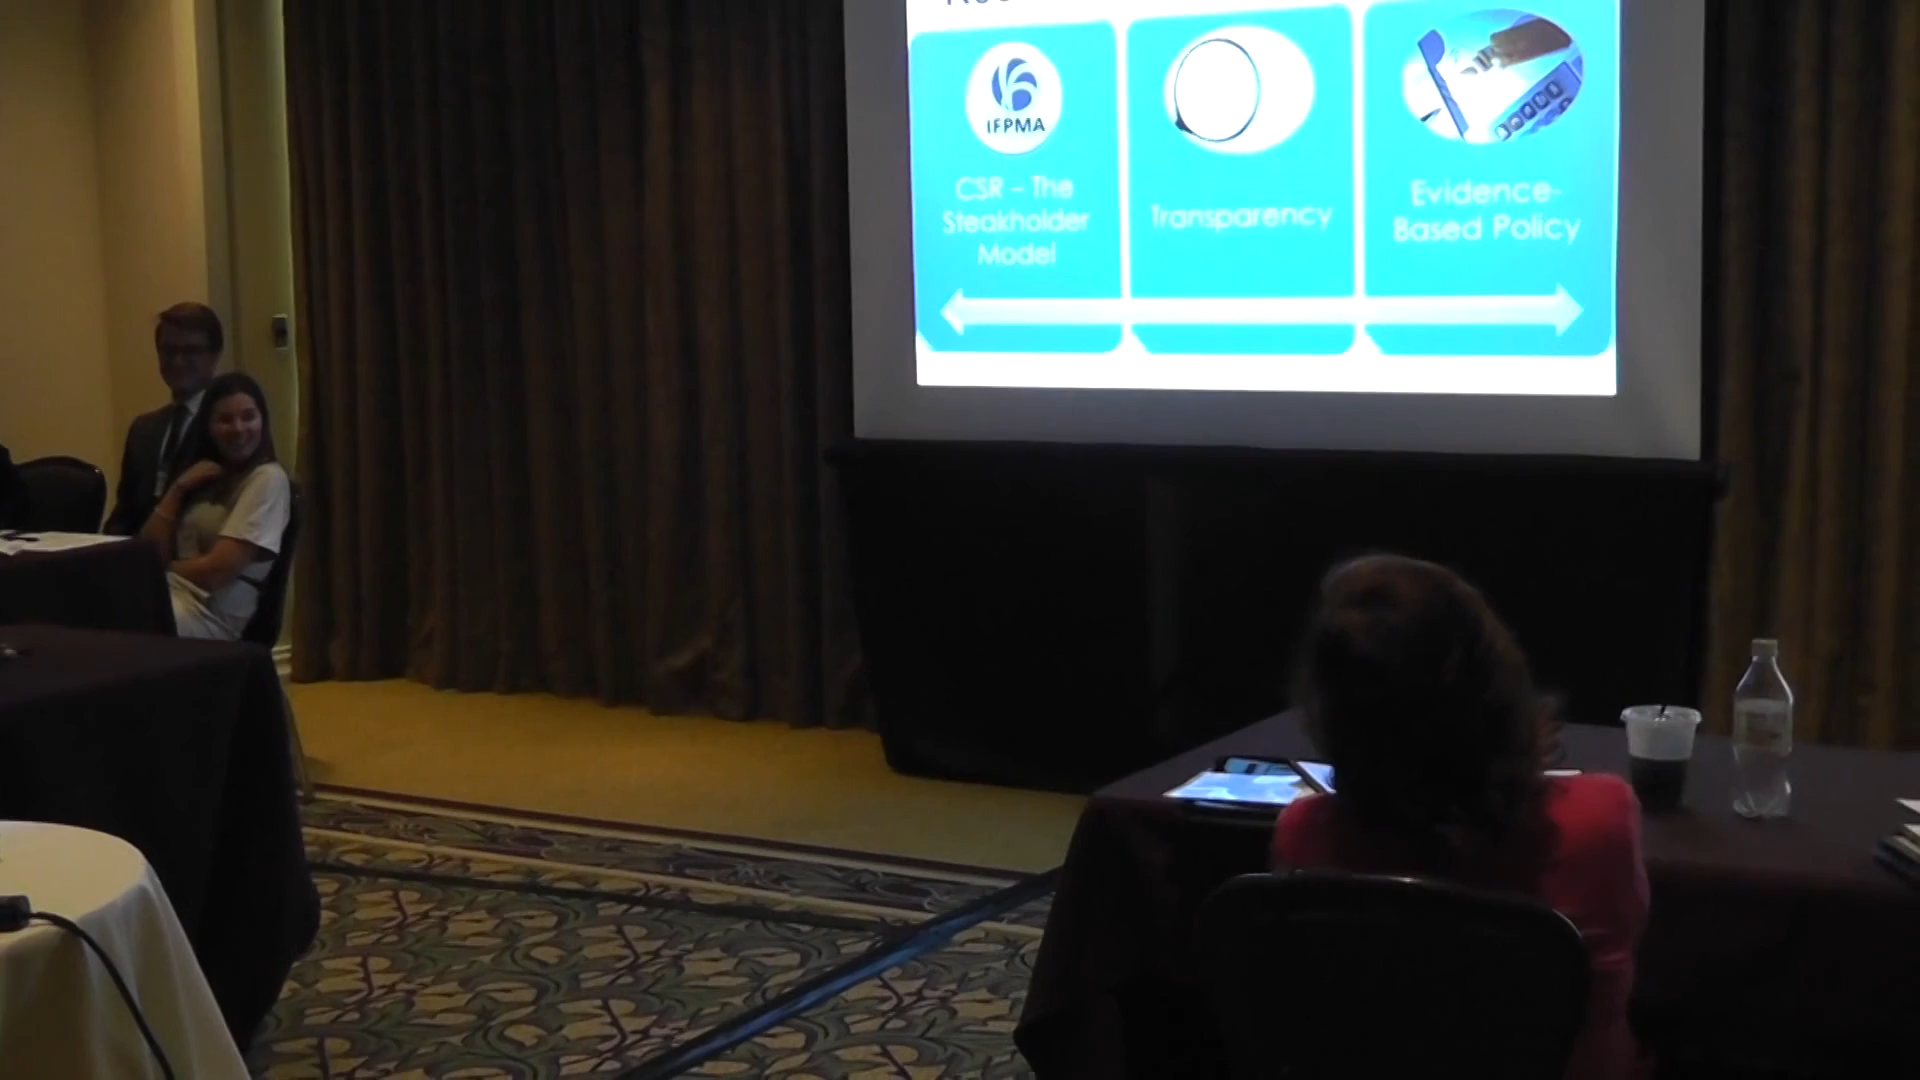 IFPMA
CSR – The
Steakholder
Model
Transparency
Evidence-
Based Policy